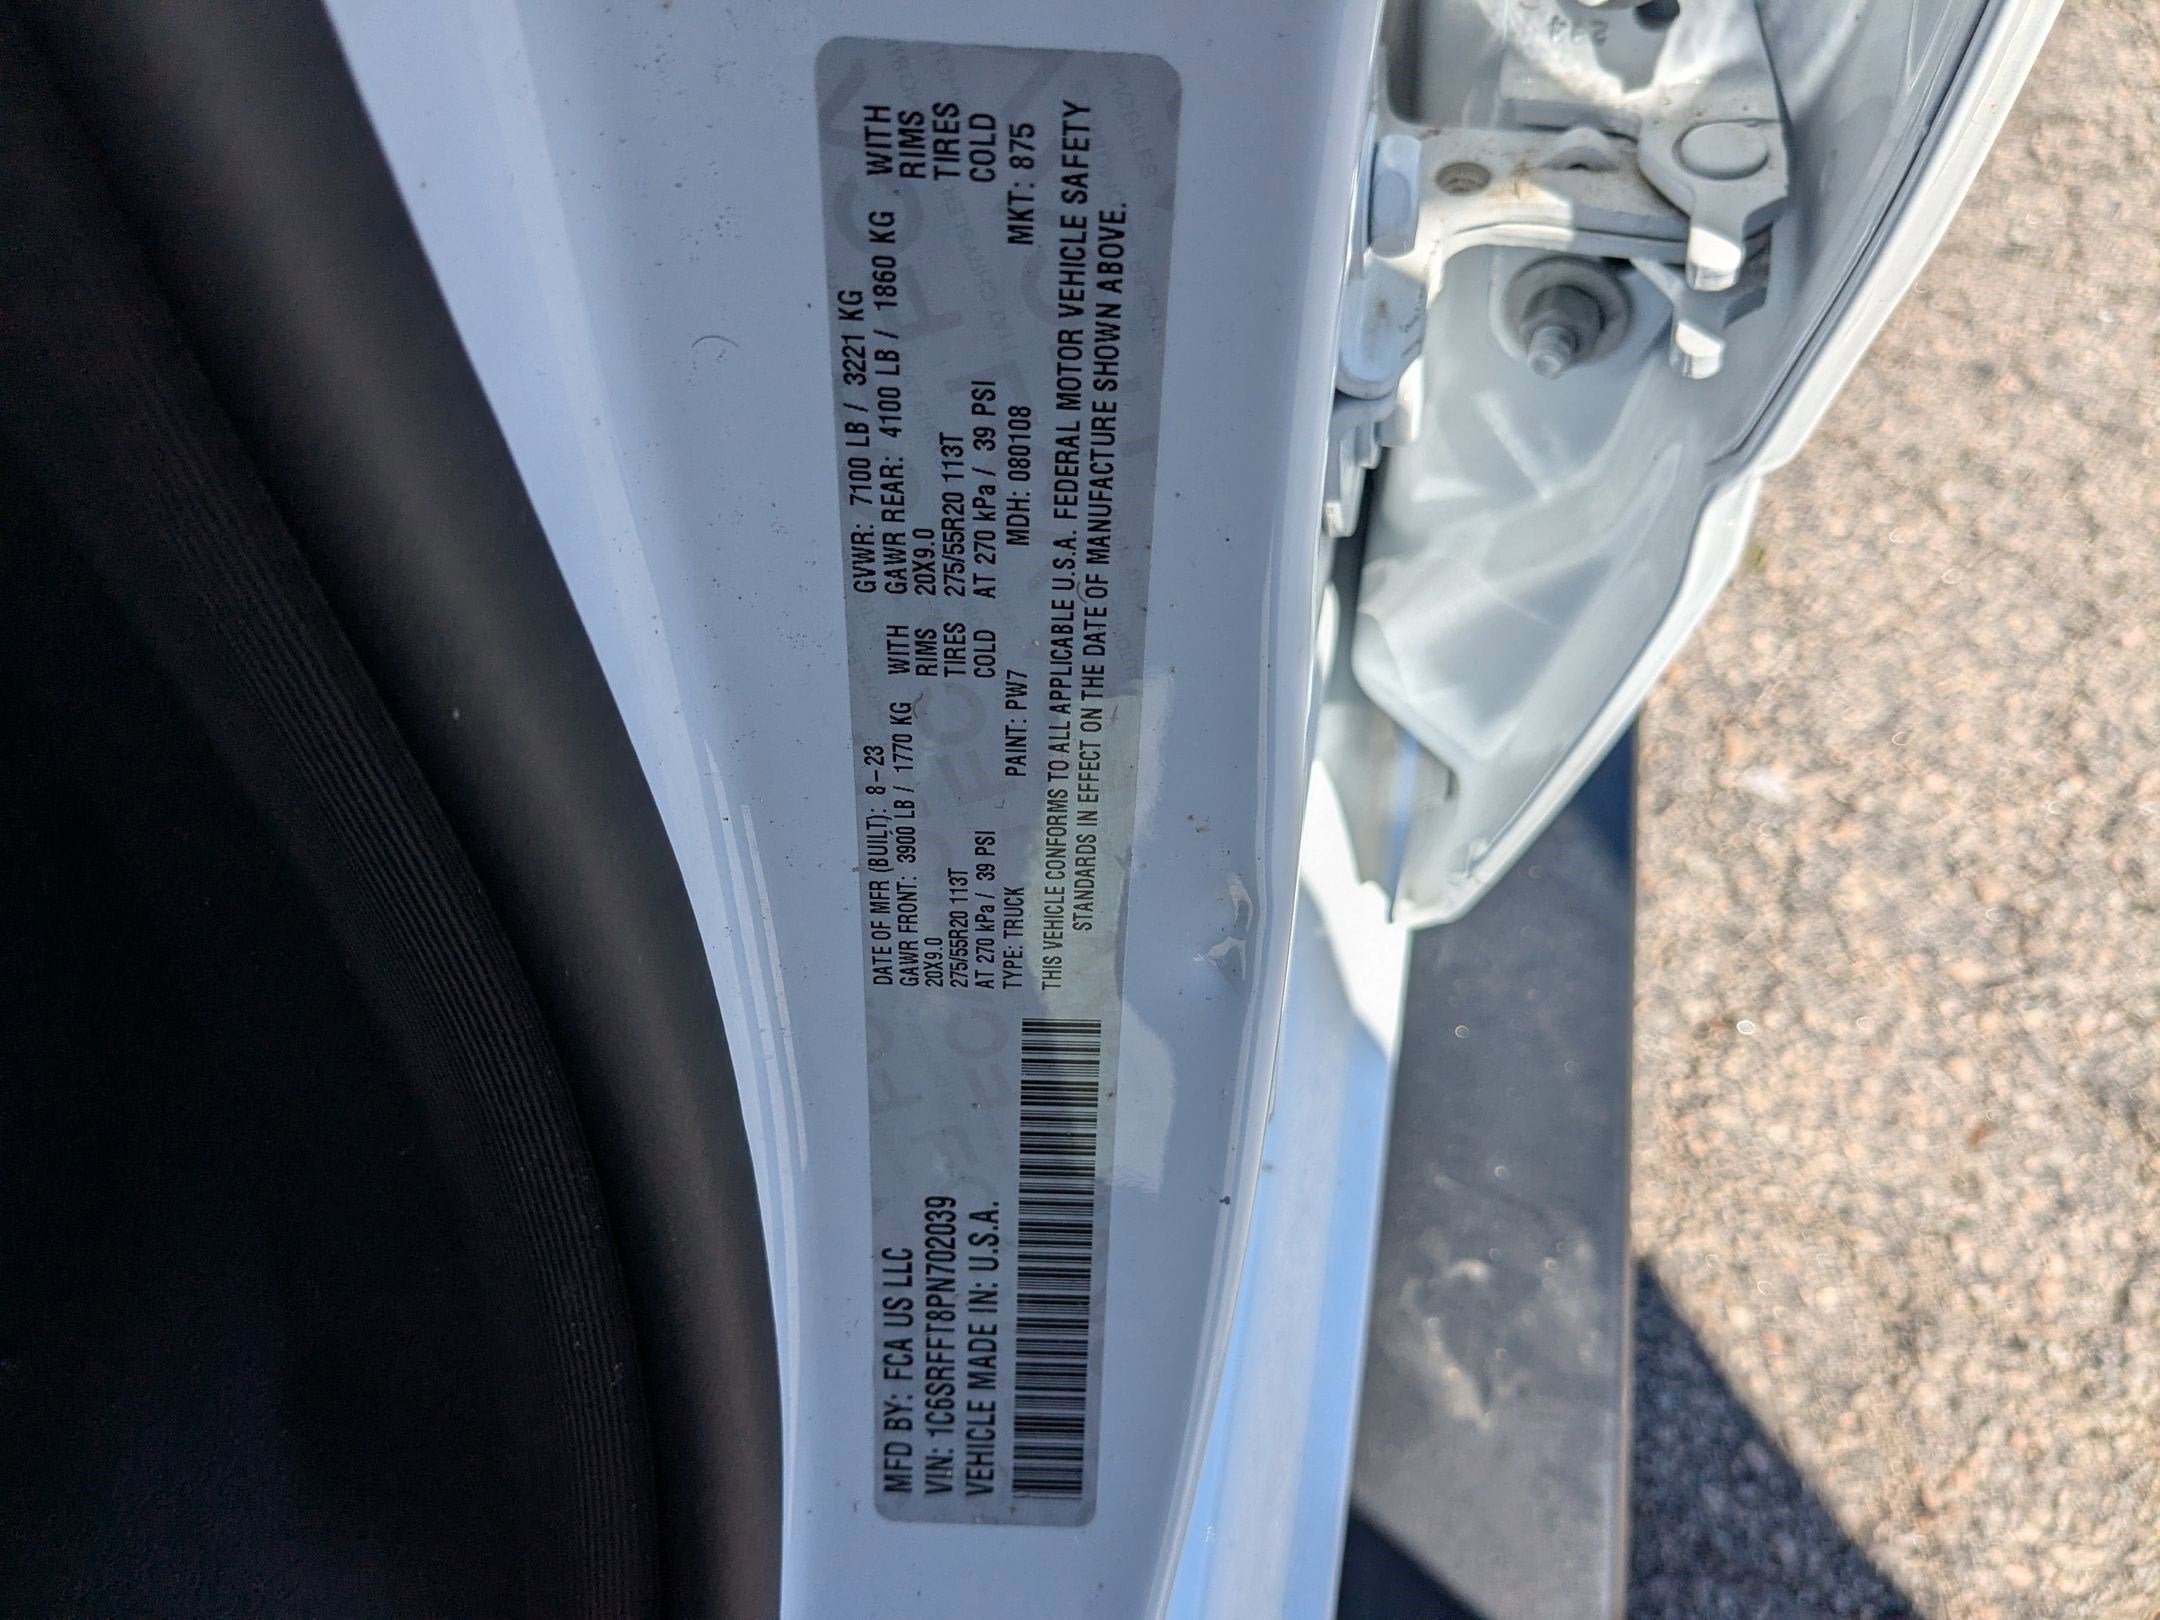 MFD BY: FCA US LLC
VIN: 1C6SRFFT8PN702039
VEHICLE MADE IN: U.S.A.
DATE OF MFR (BUILT): 8-23 GVWR: 7100 LB / 3221 KG
GAWR FRONT: 3900 LB / 1770 KG WITH GAWR REAR: 4100 LB / 1860 KG WITH
20X9.0 RIMS 20X9.0 RIMS
275/55R20 113T TIRES 275/55R20 113T TIRES
AT 270 kPa / 39 PSI COLD AT 270 kPa / 39 PSI COLD
TYPE: TRUCK PAINT: PW7 MDH: 080108 MKT: 875
THIS VEHICLE CONFORMS TO ALL APPLICABLE U.S.A. FEDERAL MOTOR VEHICLE SAFETY
STANDARDS IN EFFECT ON THE DATE OF MANUFACTURE SHOWN ABOVE.